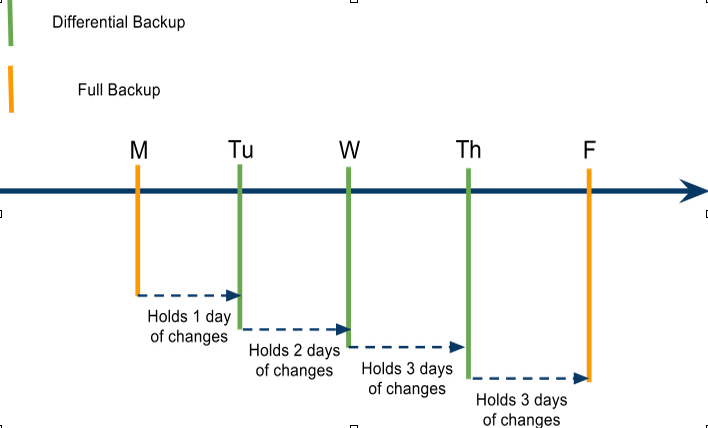 Differential Backup
Full Backup
M Tu W Th F
Holds 1 day
of changes
Holds 2 days
of changes
Holds 3 days
of changes
Holds 3 days
of changes